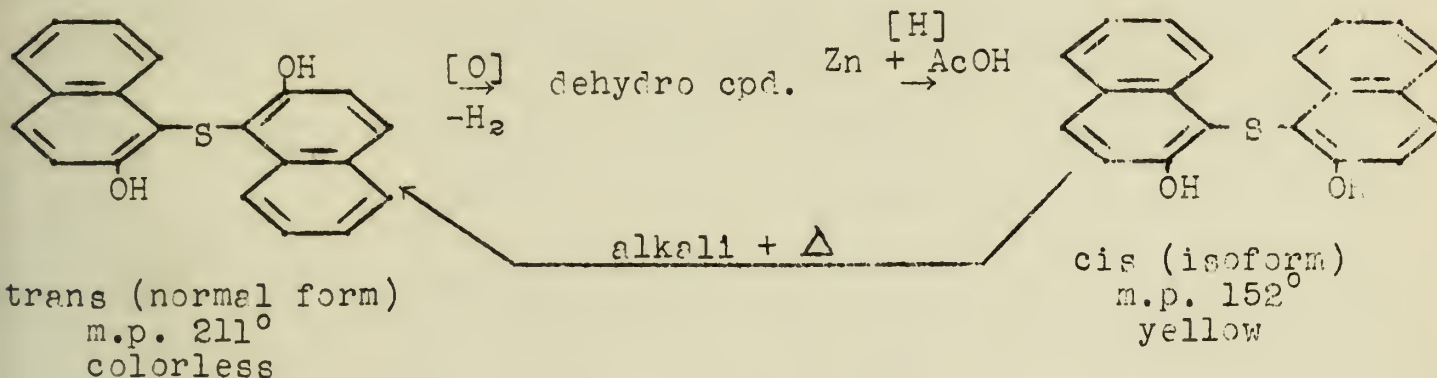 OH
[O]
-H₂
dehydro cpd.
[H]
Zn + AcOH
S
S
OH
OH
OH
alkali + Δ
trans (normal form)
m.p. 211°
colorless
cis (isoform)
m.p. 152°
yellow